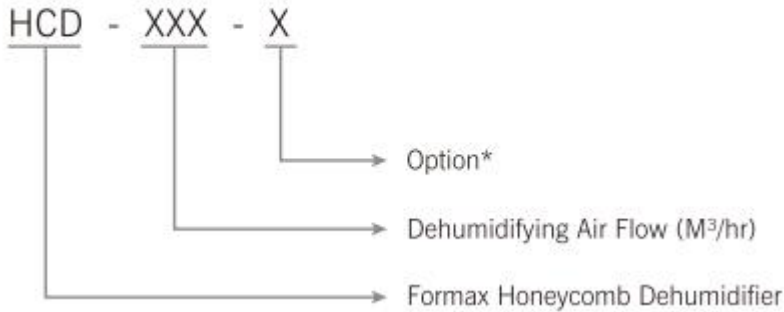 HCD - XXX - X
Option*
Dehumidifying Air Flow (M³/hr)
Formax Honeycomb Dehumidifier